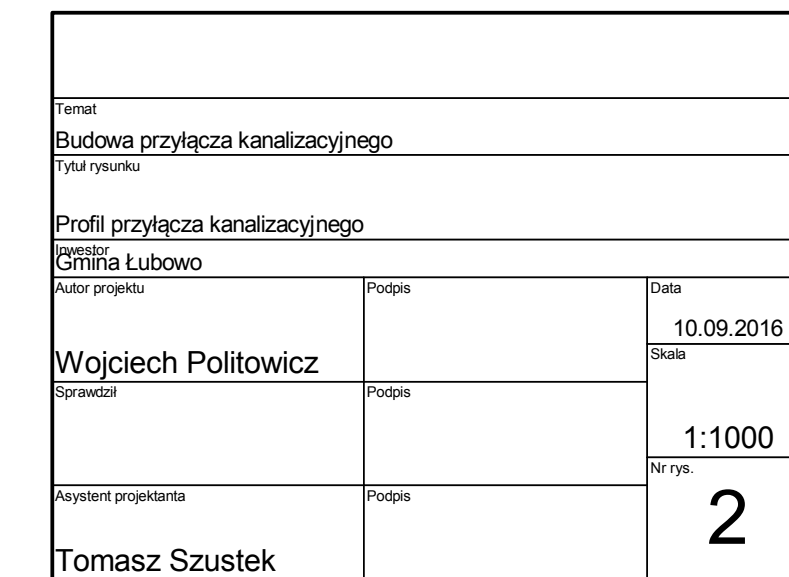 Temat
Budowa przyłącza kanalizacyjnego
Tytuł rysunku
Profil przyłącza kanalizacyjnego
Inwestor
Gmina Łubowo
Autor projektu
Podpis
Data
10.09.2016
Wojciech Politowicz
Skala
Sprawdził
Podpis
1:1000
Nr rys.
Asystent projektanta
Podpis
2
Tomasz Szustek